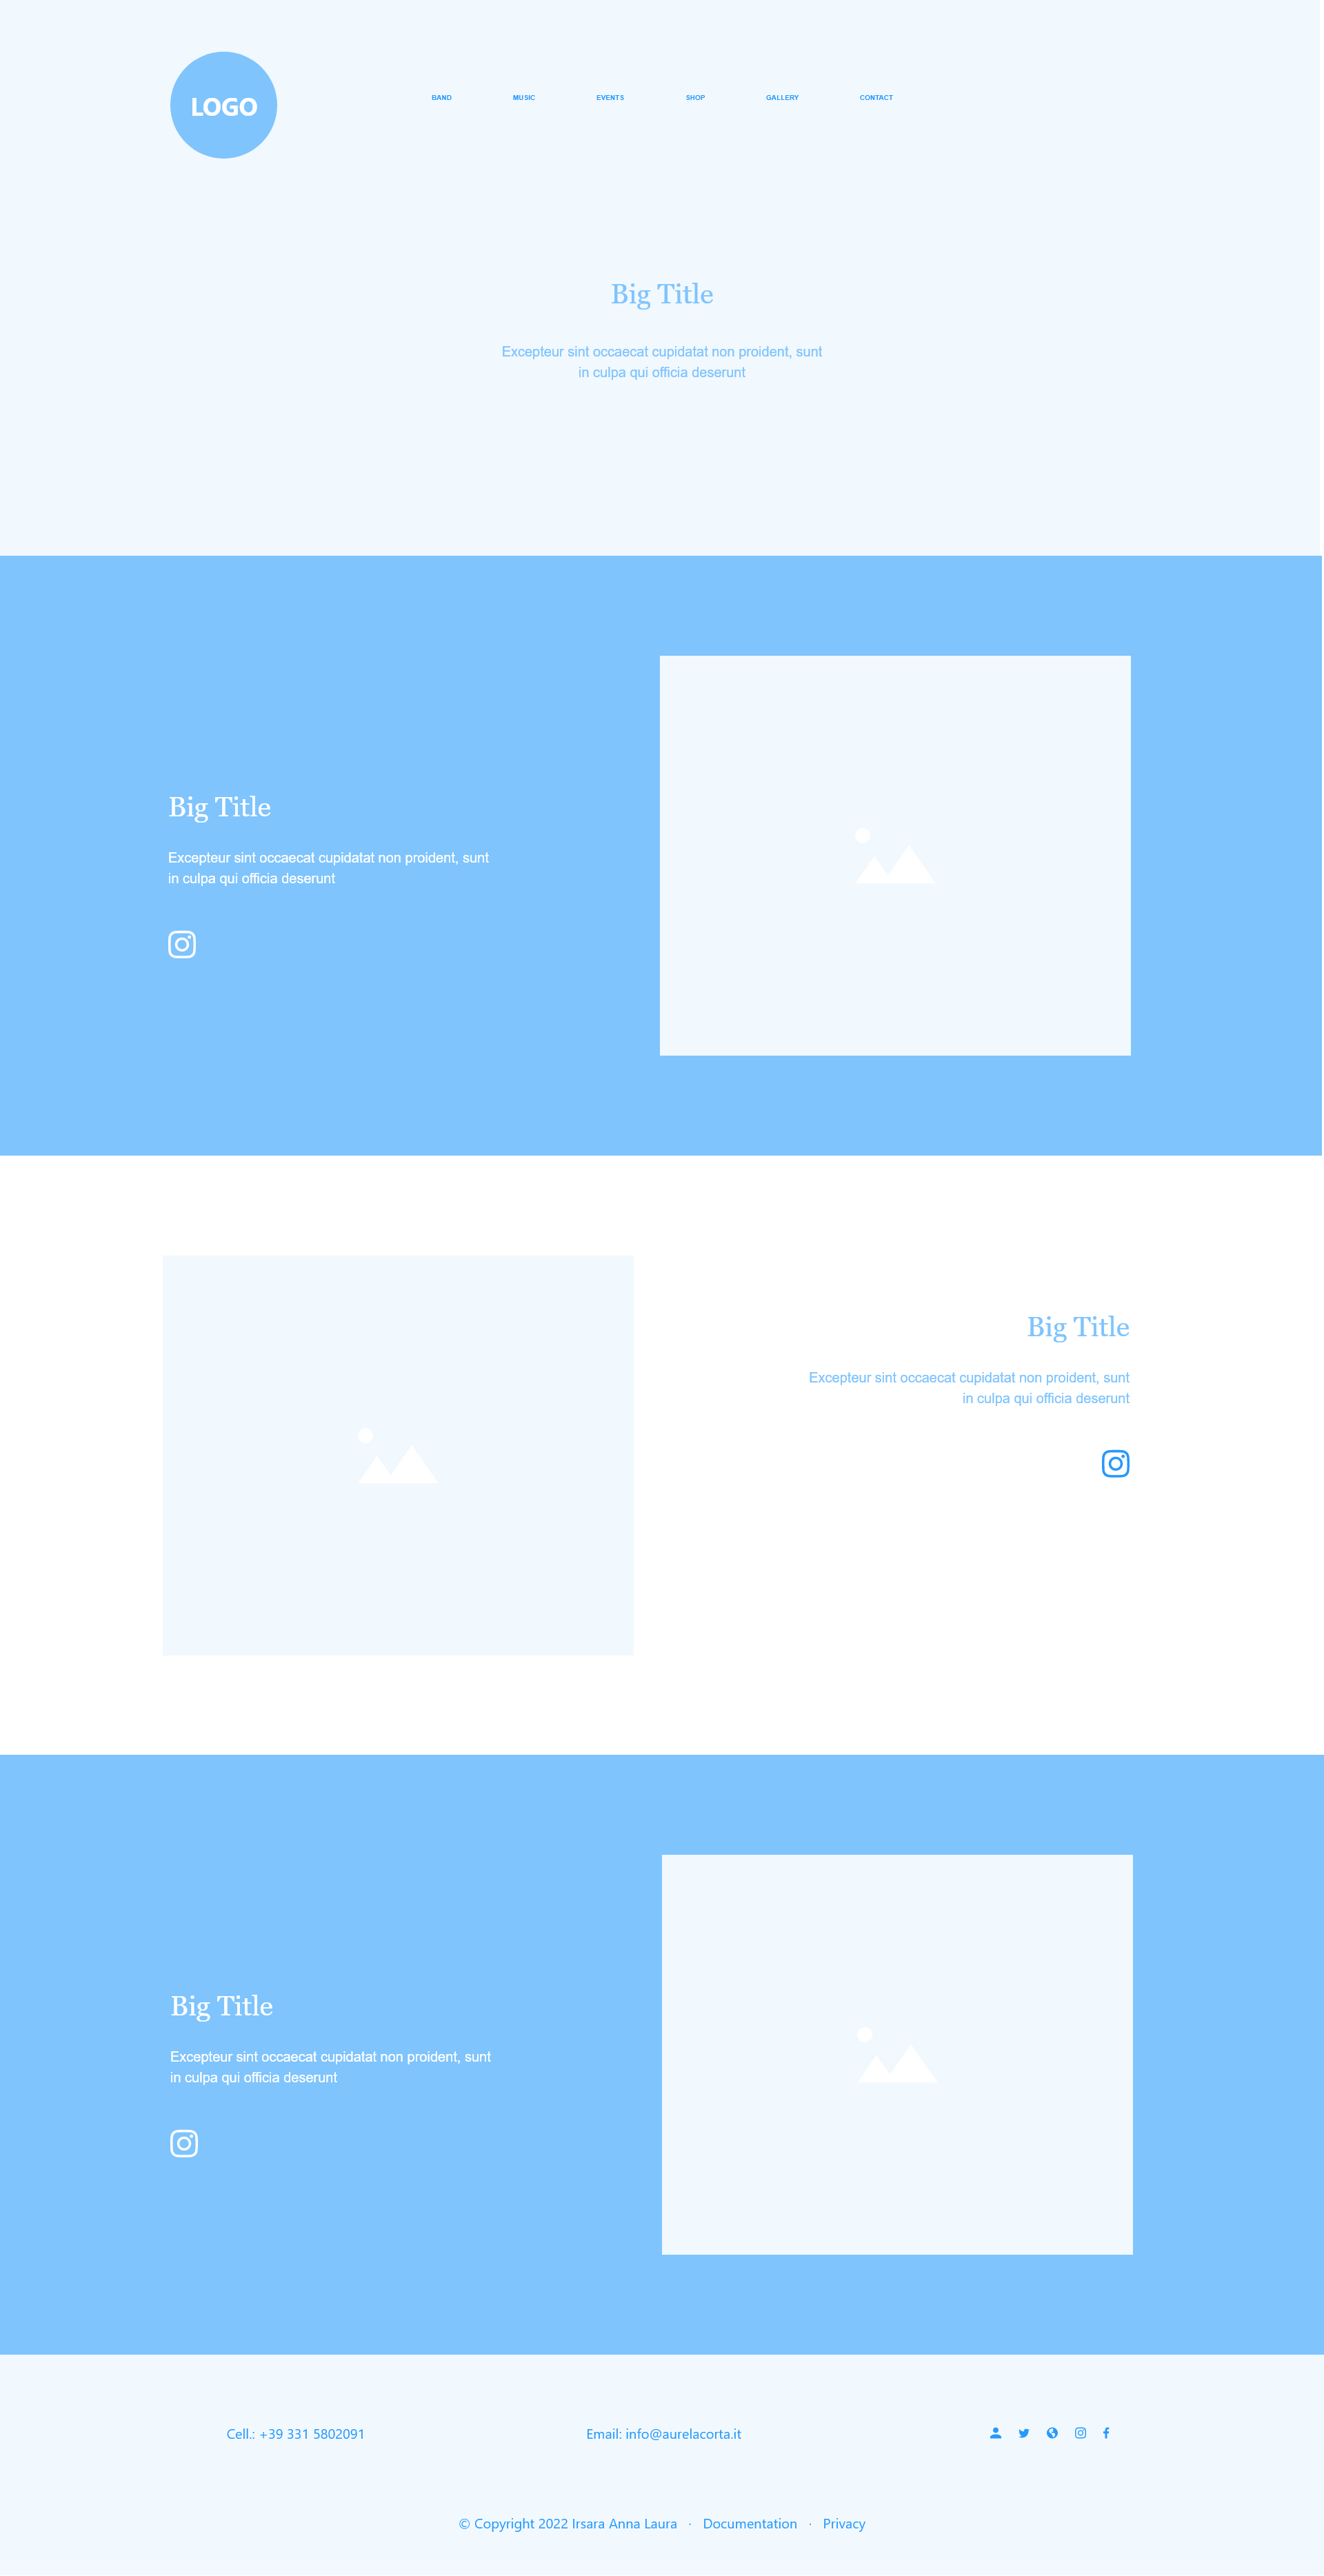 LOGO
BAND MUSIC EVENTS SHOP GALLERY CONTACT
Big Title
Excepteur sint occaecat cupidatat non proident, sunt
in culpa qui officia deserunt
Big Title
Excepteur sint occaecat cupidatat non proident, sunt
in culpa qui officia deserunt
Big Title
Excepteur sint occaecat cupidatat non proident, sunt
in culpa qui officia deserunt
Big Title
Excepteur sint occaecat cupidatat non proident, sunt
in culpa qui officia deserunt
Cell.: +39 331 5802091 Email: info@aurelacorta.it
© Copyright 2022 Irsara Anna Laura · Documentation · Privacy